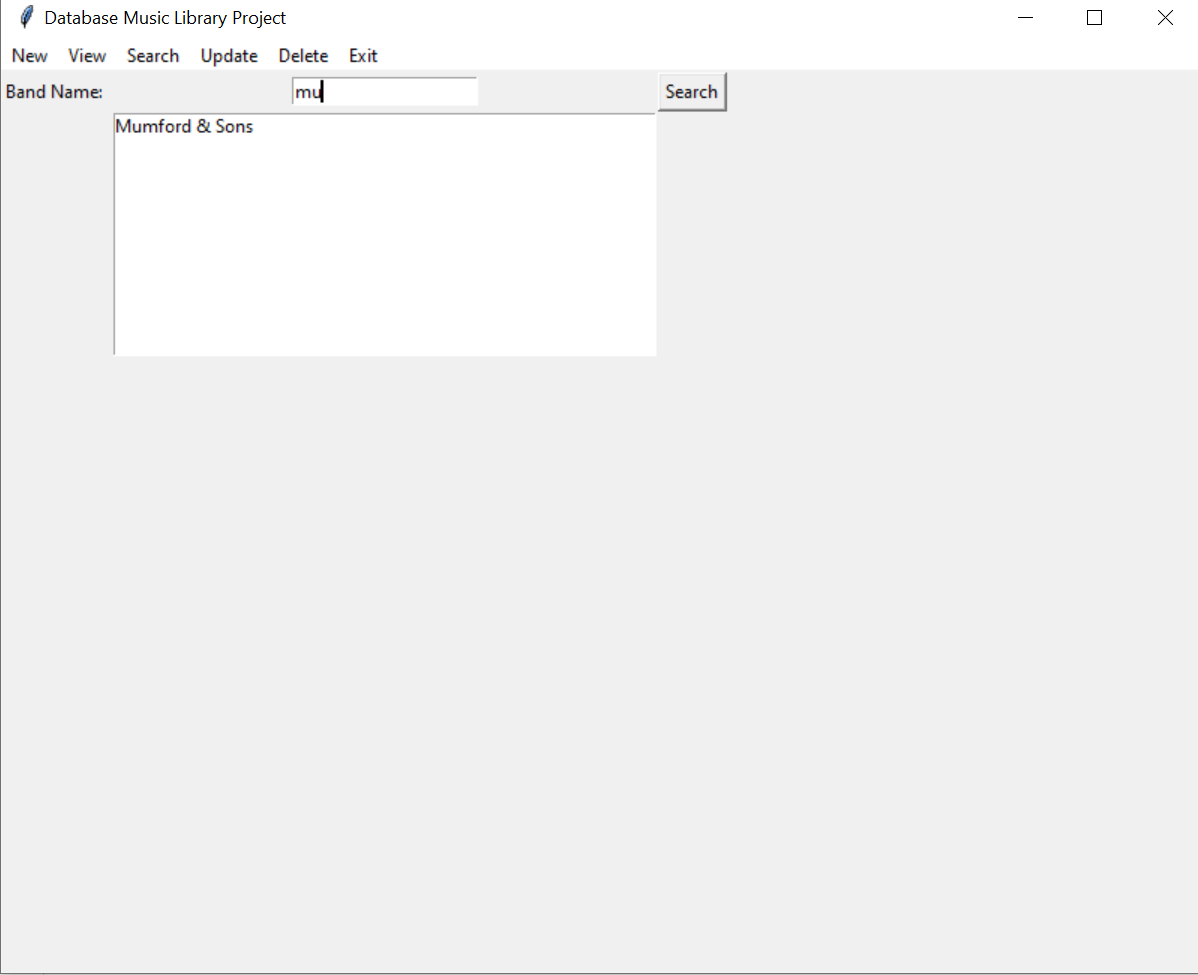 Database Music Library Project
New View Search Update Delete Exit
Band Name: mu Search
Mumford & Sons